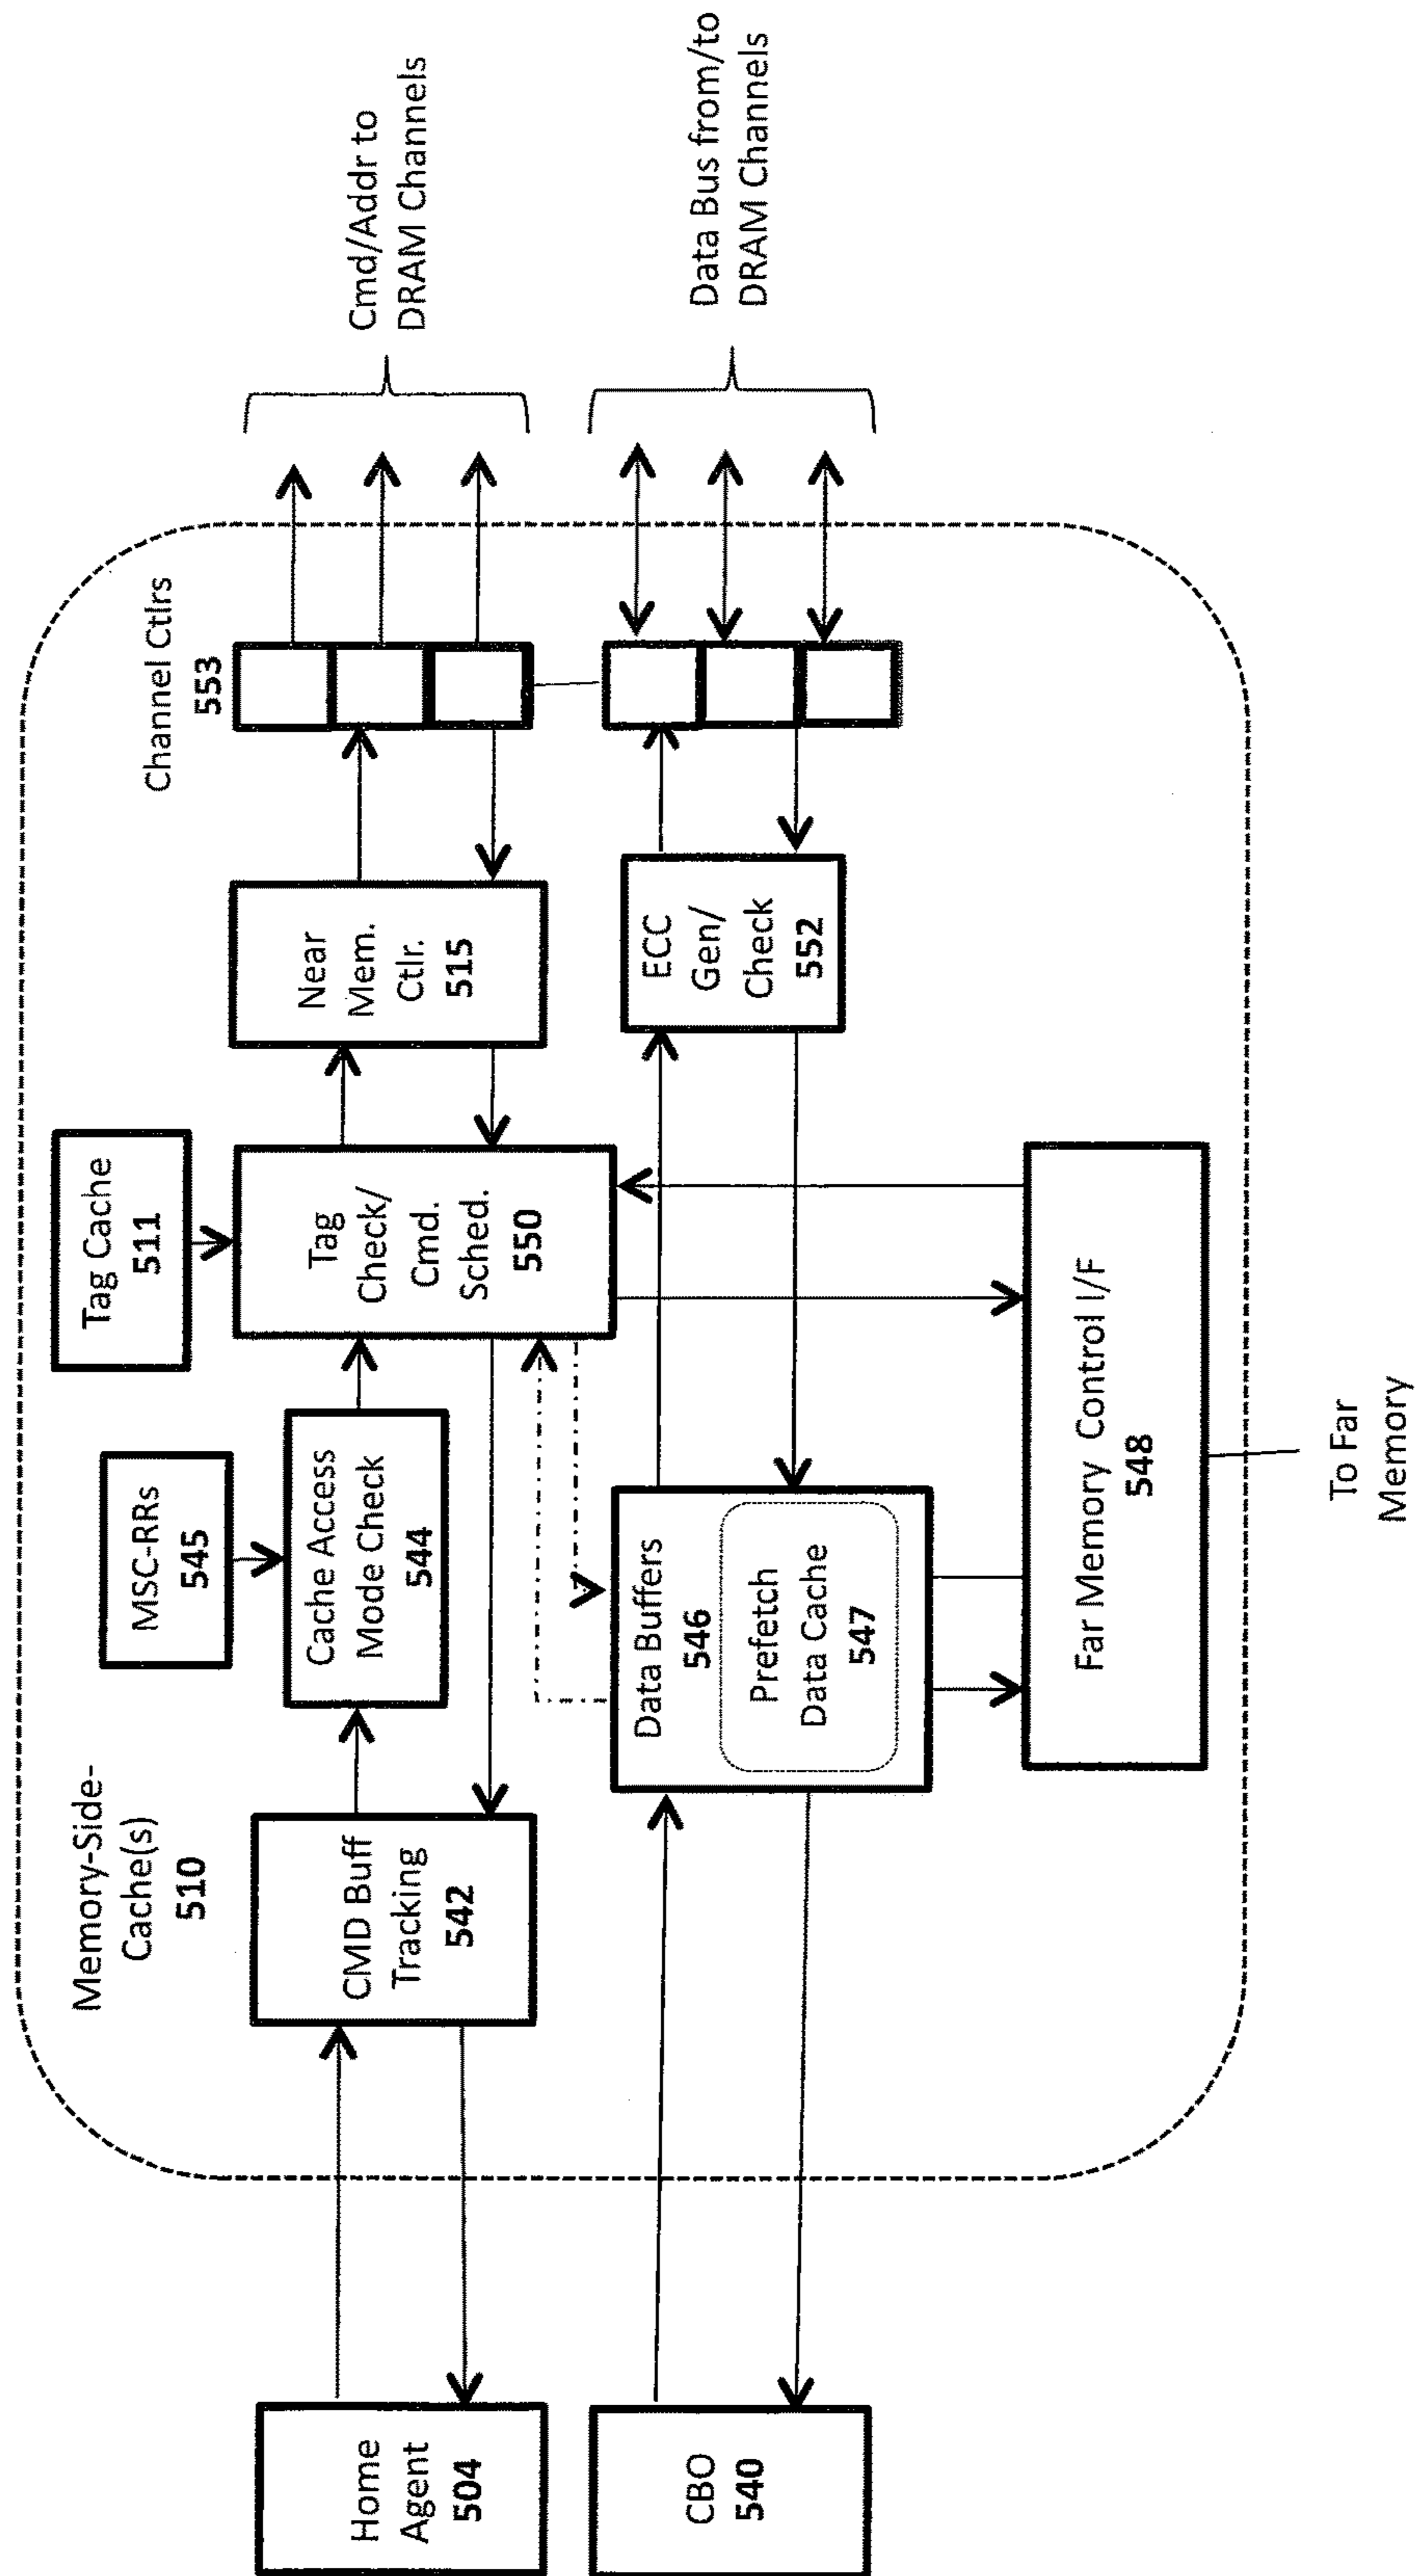 Memory-Side-
Cache(s)
510
Home
Agent
504
CBO
540
CMD Buff
Tracking
542
MSC-RRs
545
Cache Access
Mode Check
544
Tag Cache
511
Tag
Check/
Cmd.
Sched.
550
Near
Mem.
Ctlr.
515
Channel Ctlrs
553
Cmd/Addr to
DRAM Channels
Data Buffers
546
Prefetch
Data Cache
547
ECC
Gen/
Check
552
Data Bus from/to
DRAM Channels
Far Memory Control I/F
548
To Far
Memory